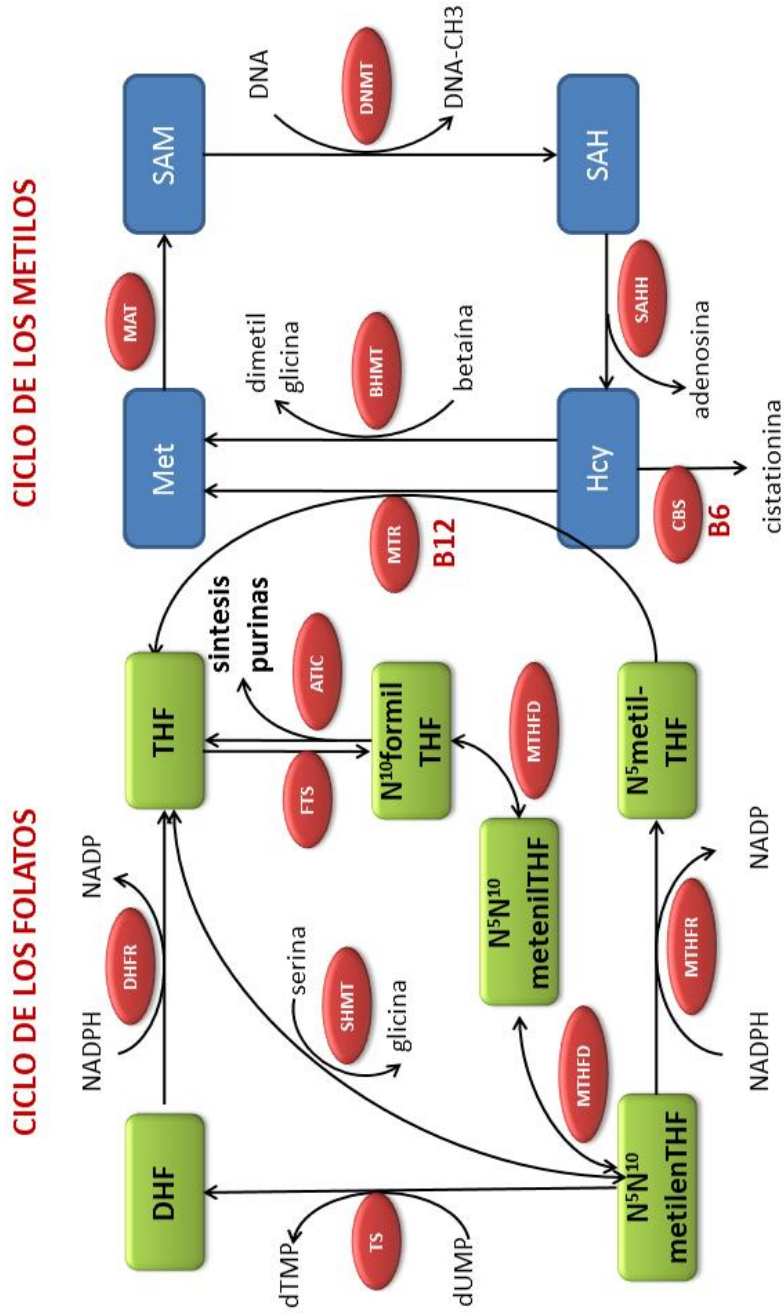 CICLO DE LOS FOLATOS
CICLO DE LOS METILOS
NADPH
NADP
DHFR
DHF
THF
Met
MAT
SAM
dTMP
TS
dUMP
serina
SHMT
glicina
FTS
ATIC
sintesis
purinas
N¹⁰formil
THF
MTHFD
N⁵N¹⁰
metenilTHF
MTHFD
MTR
B12
dimetil
glicina
BHMT
betaína
DNA
DNMT
DNA-CH3
N⁵N¹⁰
metilenTHF
N⁵metil-
THF
Hcy
SAH
MTHFR
NADPH
NADP
CBS
B6
cistationina
SAHH
adenosina